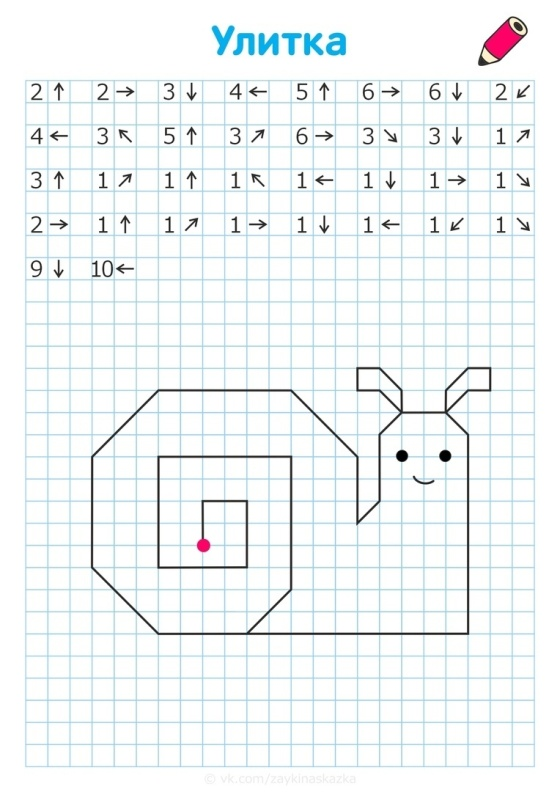 Улитка
2 ↑ 2 → 3 ↓ 4 ← 5 ↑ 6 → 6 ↓ 2 ↙
4 ← 3 ↖ 5 ↑ 3 ↗ 6 → 3 ↘ 3 ↓ 1 ↗
3 ↑ 1 ↗ 1 ↑ 1 ↖ 1 ← 1 ↓ 1 → 1 ↘
2 → 1 ↑ 1 ↗ 1 → 1 ↓ 1 ← 1 ↙ 1 ↘
9 ↓ 10 ←
© vk.com/zaykinaskazka